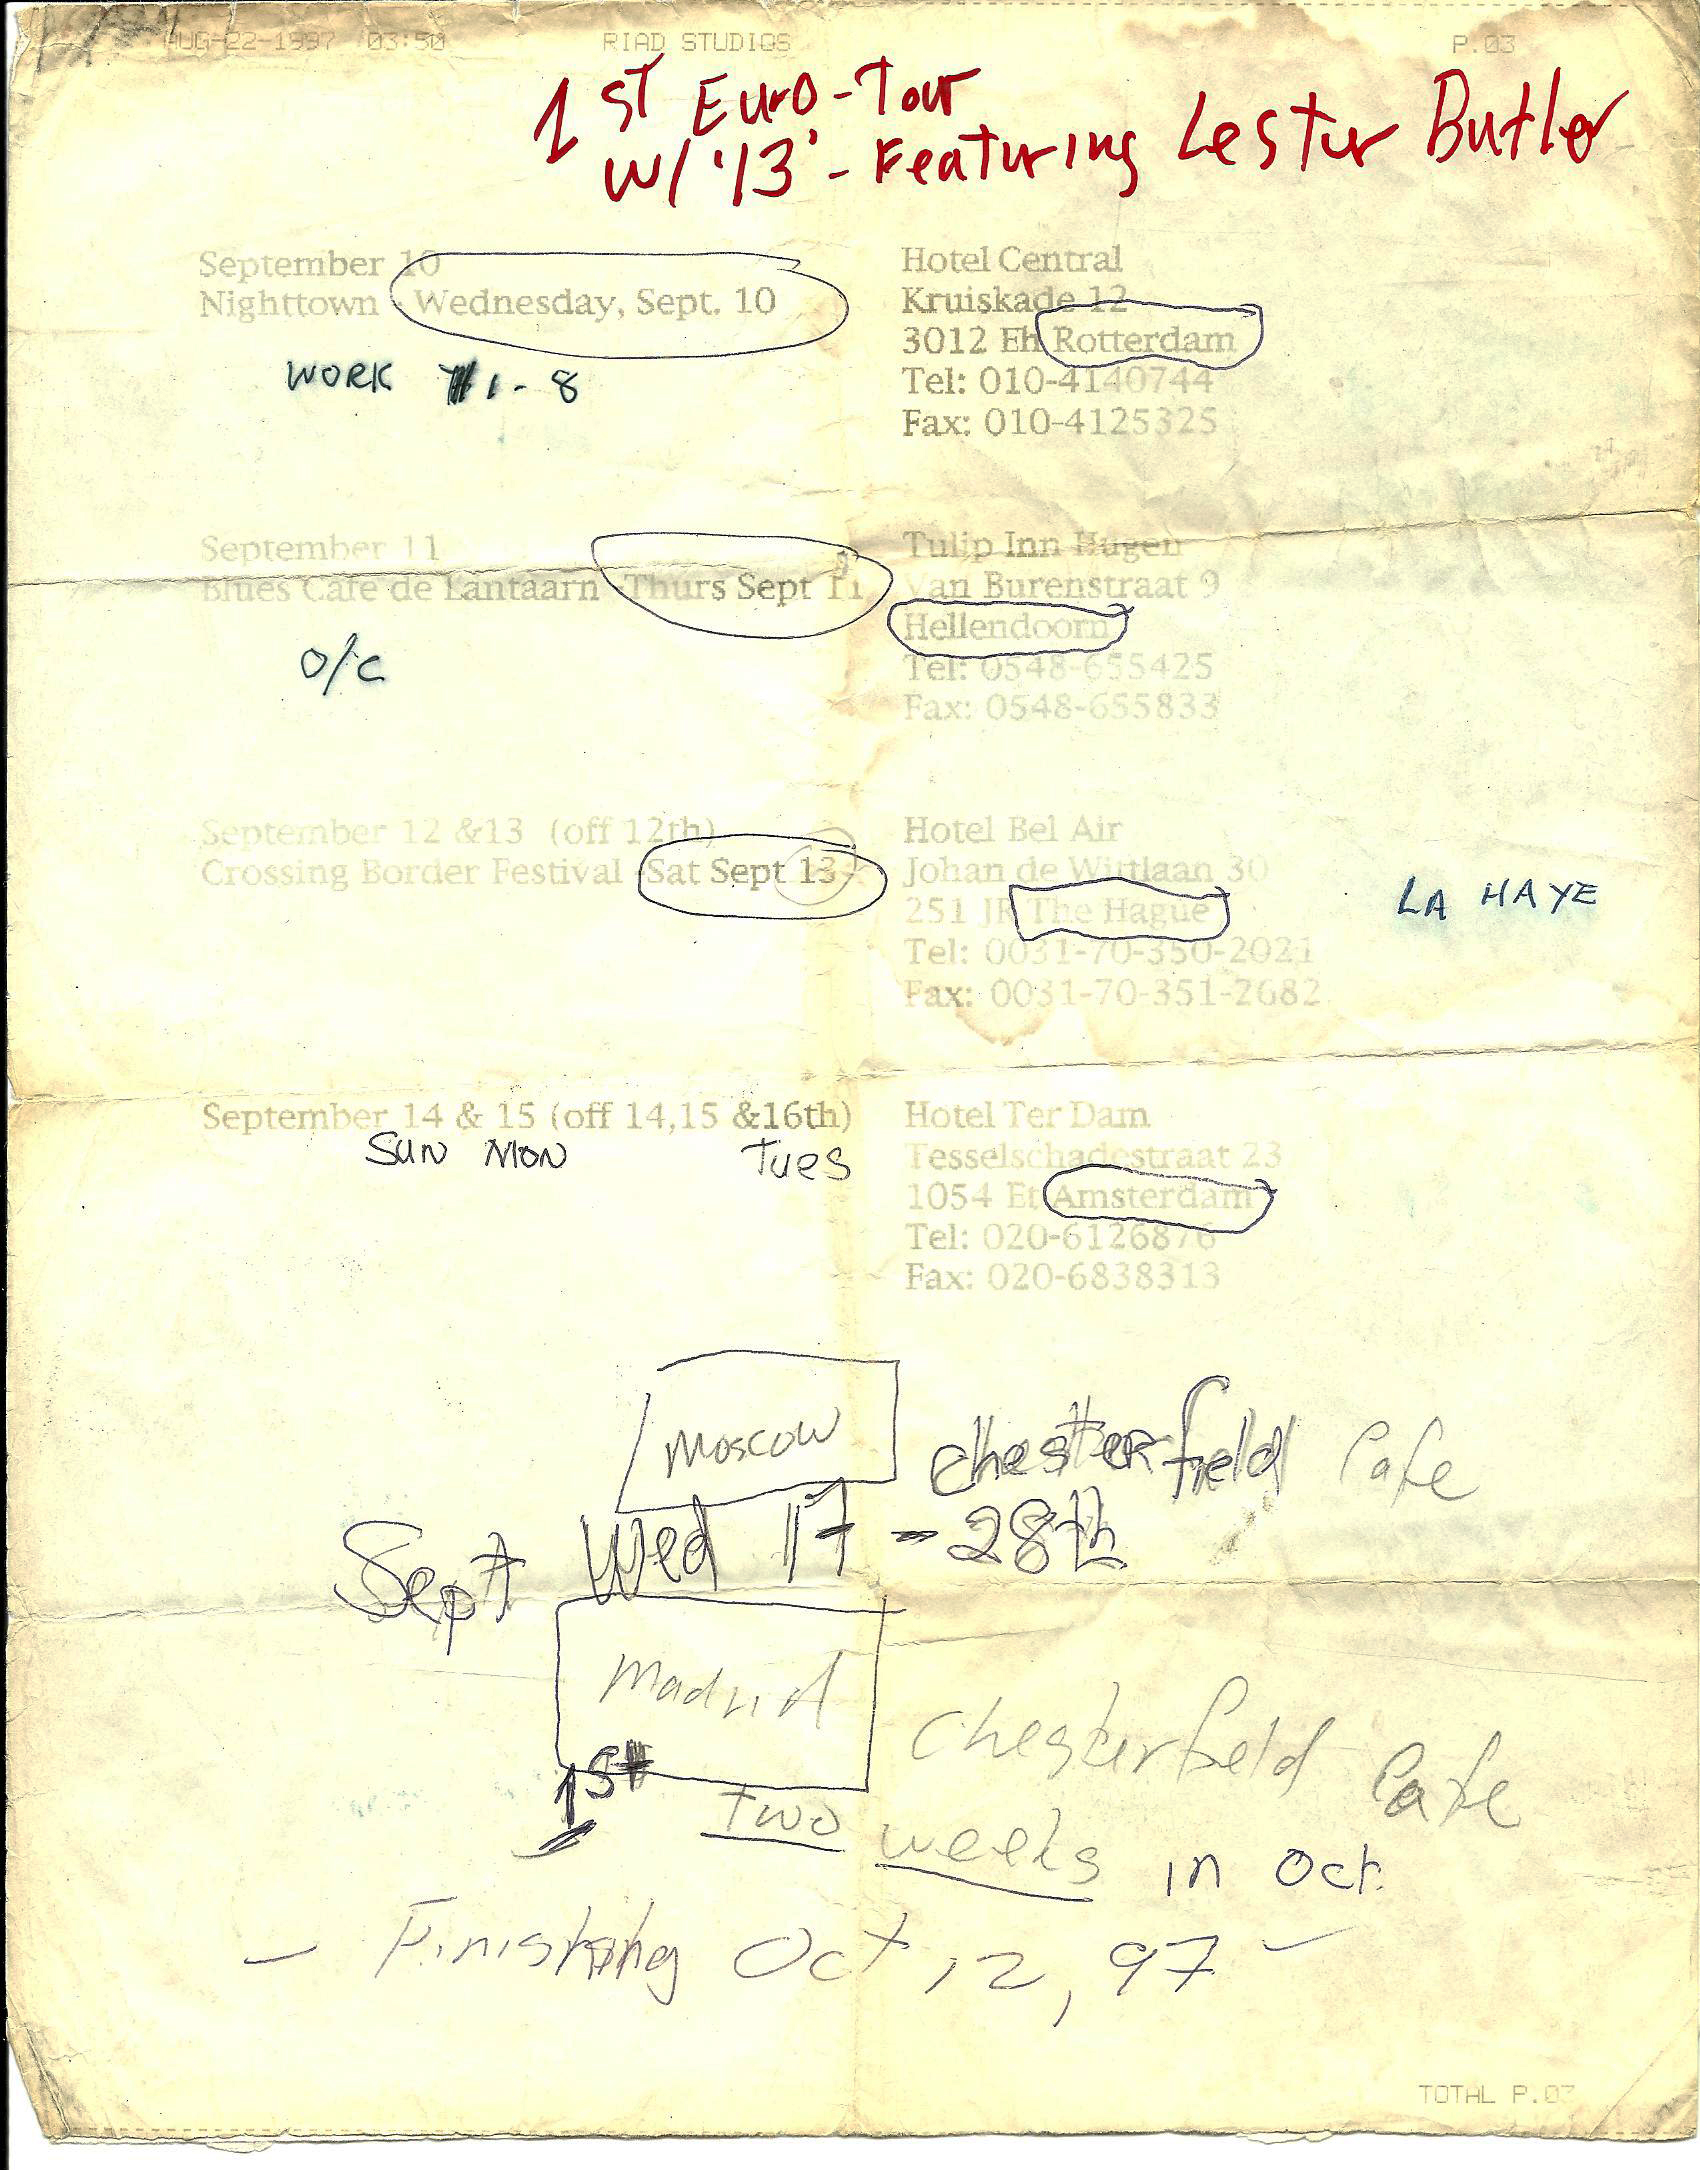 AUG-22-1997 03:50 RIAD STUDIOS P.03
1st Euro-Tour
w/ '13' - Featuring Lester Butler
September 10
Nighttown - Wednesday, Sept. 10
WORK 1-8
Hotel Central
Kruiskade 12
3012 Eh Rotterdam
Tel: 010-4140744
Fax: 010-4125325
September 11
Blues Cafe de Lantaarn -Thurs Sept 11
O/C
Tulip Inn Hugen
Van Burenstraat 9
Hellendoorn
Tel: 0548-655425
Fax: 0548-655833
September 12 &13 (off 12th)
Crossing Border Festival -Sat Sept 13
Hotel Bel Air
Johan de Wittlaan 30
251 JR The Hague
Tel: 0031-70-350-2021
Fax: 0031-70-351-2682
LA HAYE
September 14 & 15 (off 14,15 &16th)
SUN MON TUES
Hotel Ter Dam
Tesselschadestraat 23
1054 Et Amsterdam
Tel: 020-6126876
Fax: 020-6838313
Moscow Chesterfield Cafe
Sept Wed 17 - 28th
Madrid Chesterfield Cafe
1st two weeks in Oct.
- Finishing Oct 12, 97 -
TOTAL P.03